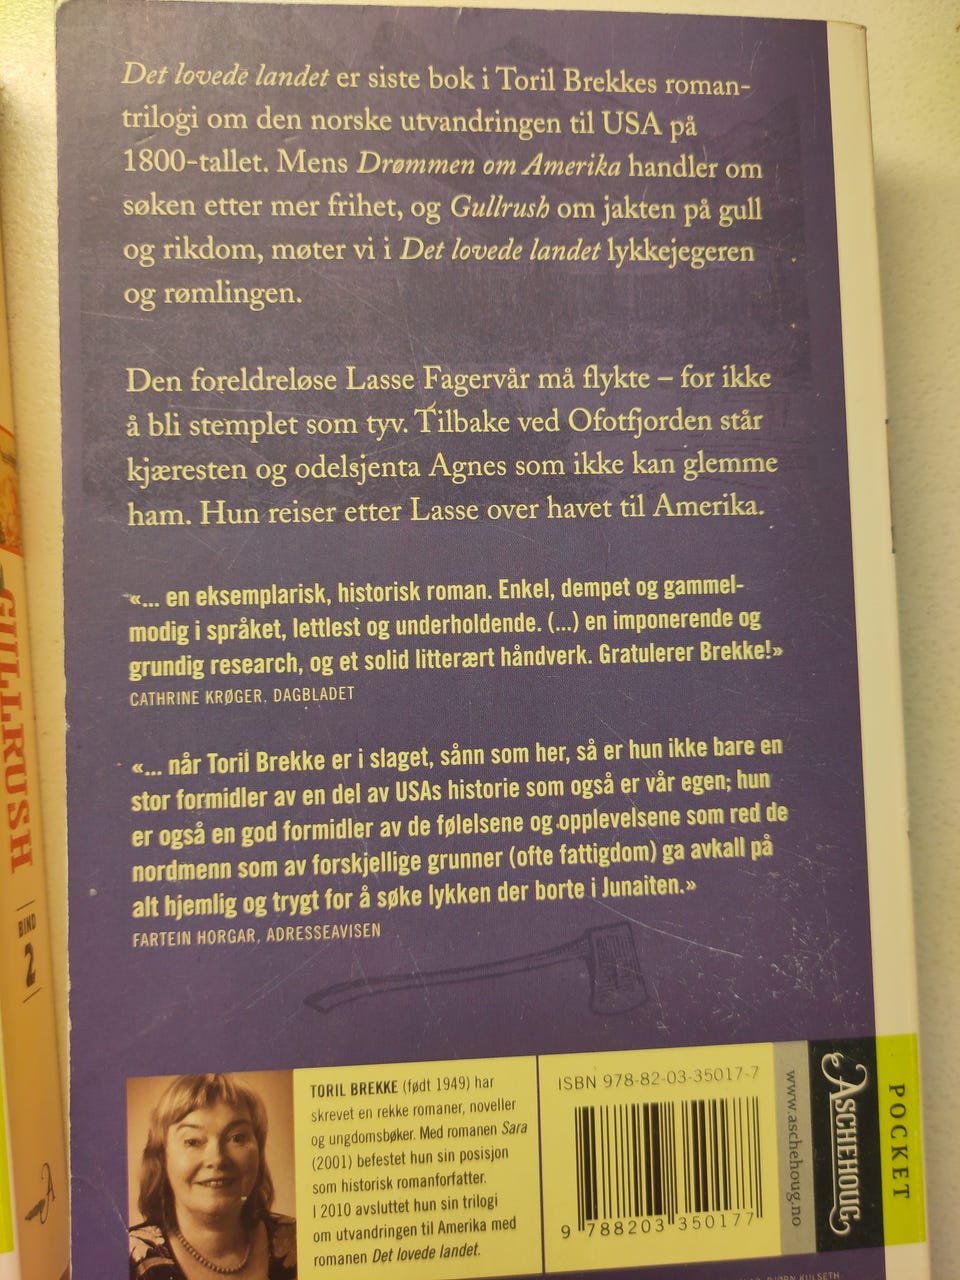 Det lovede landet er siste bok i Toril Brekkes roman-
trilogi om den norske utvandringen til USA på
1800-tallet. Mens Drømmen om Amerika handler om
søken etter mer frihet, og Gullrush om jakten på gull
og rikdom, møter vi i Det lovede landet lykkejegeren
og rømlingen.
Den foreldreløse Lasse Fagervår må flykte – for ikke
å bli stemplet som tyv. Tilbake ved Ofotfjorden står
kjæresten og odelsjenta Agnes som ikke kan glemme
ham. Hun reiser etter Lasse over havet til Amerika.
«... en eksemplarisk, historisk roman. Enkel, dempet og gammel-
modig i språket, lettlest og underholdende. (...) en imponerende og
grundig research, og et solid litterært håndverk. Gratulerer Brekke!»
CATHRINE KRØGER, DAGBLADET
«... når Toril Brekke er i slaget, sånn som her, så er hun ikke bare en
stor formidler av en del av USAs historie som også er vår egen; hun
er også en god formidler av de følelsene og opplevelsene som red de
nordmenn som av forskjellige grunner (ofte fattigdom) ga avkall på
alt hjemlig og trygt for å søke lykken der borte i Junaiten.»
FARTEIN HORGAR, ADRESSEAVISEN
TORIL BREKKE (født 1949) har
skrevet en rekke romaner, noveller
og ungdomsbøker. Med romanen Sara
(2001) befestet hun sin posisjon
som historisk romanforfatter.
I 2010 avsluttet hun sin trilogi
om utvandringen til Amerika med
romanen Det lovede landet.
ISBN 978-82-03-35017-7
9 788203 350177
www.aschehoug.no
ASCHEHOUG
POCKET
GULLRUSH
BIND
2
BJØRN KULSETH